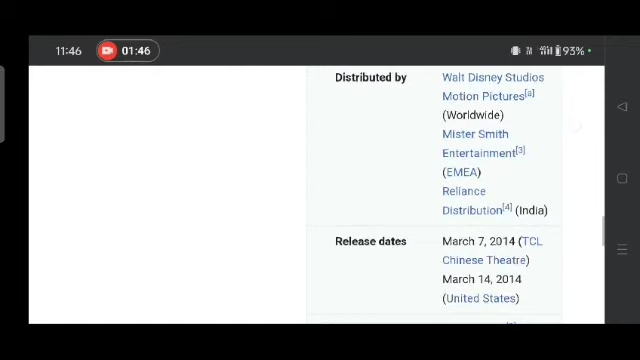 11:46 01:46 93%
Distributed by Walt Disney Studios
Motion Pictures[a]
(Worldwide)
Mister Smith
Entertainment[3]
(EMEA)
Reliance
Distribution[4] (India)
Release dates March 7, 2014 (TCL
Chinese Theatre)
March 14, 2014
(United States)